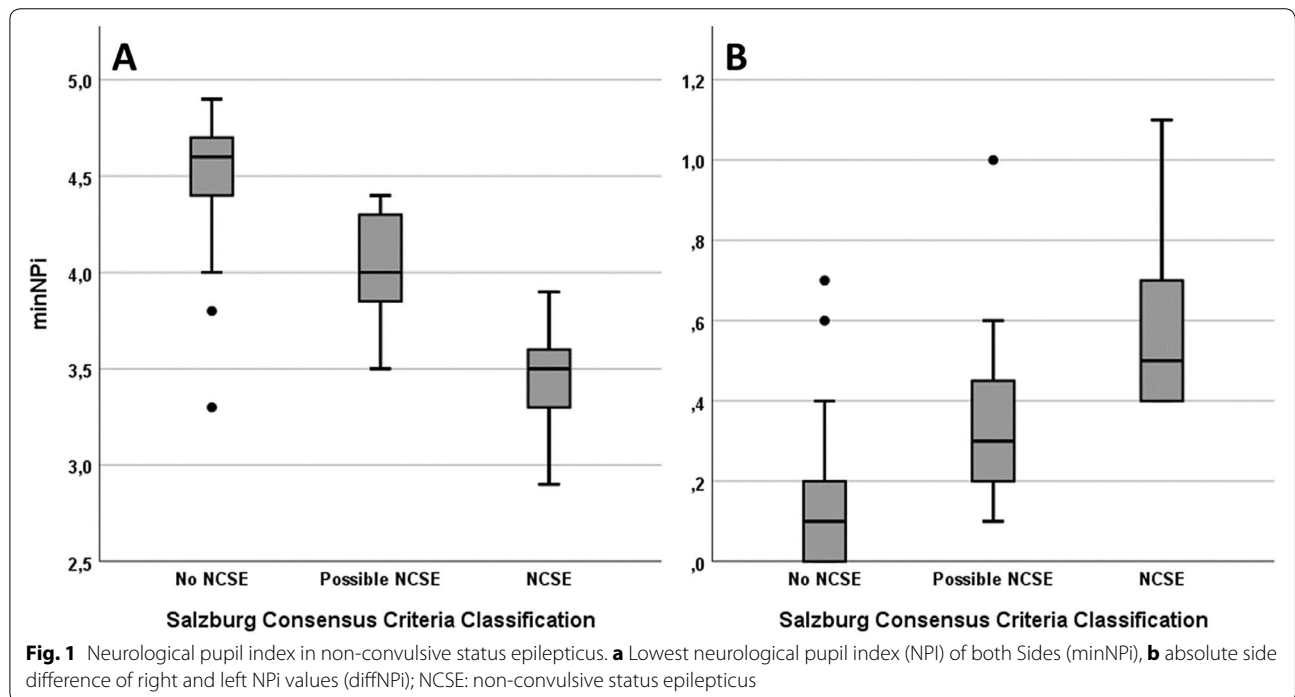 A
5,0
4,5
4,0
3,5
3,0
2,5
minNPi
No NCSE
Possible NCSE
NCSE
Salzburg Consensus Criteria Classification
B
1,2
1,0
,8
,6
,4
,2
,0
No NCSE
Possible NCSE
NCSE
Salzburg Consensus Criteria Classification
Fig. 1 Neurological pupil index in non-convulsive status epilepticus. a Lowest neurological pupil index (NPI) of both Sides (minNPi), b absolute side
difference of right and left NPi values (diffNPi); NCSE: non-convulsive status epilepticus